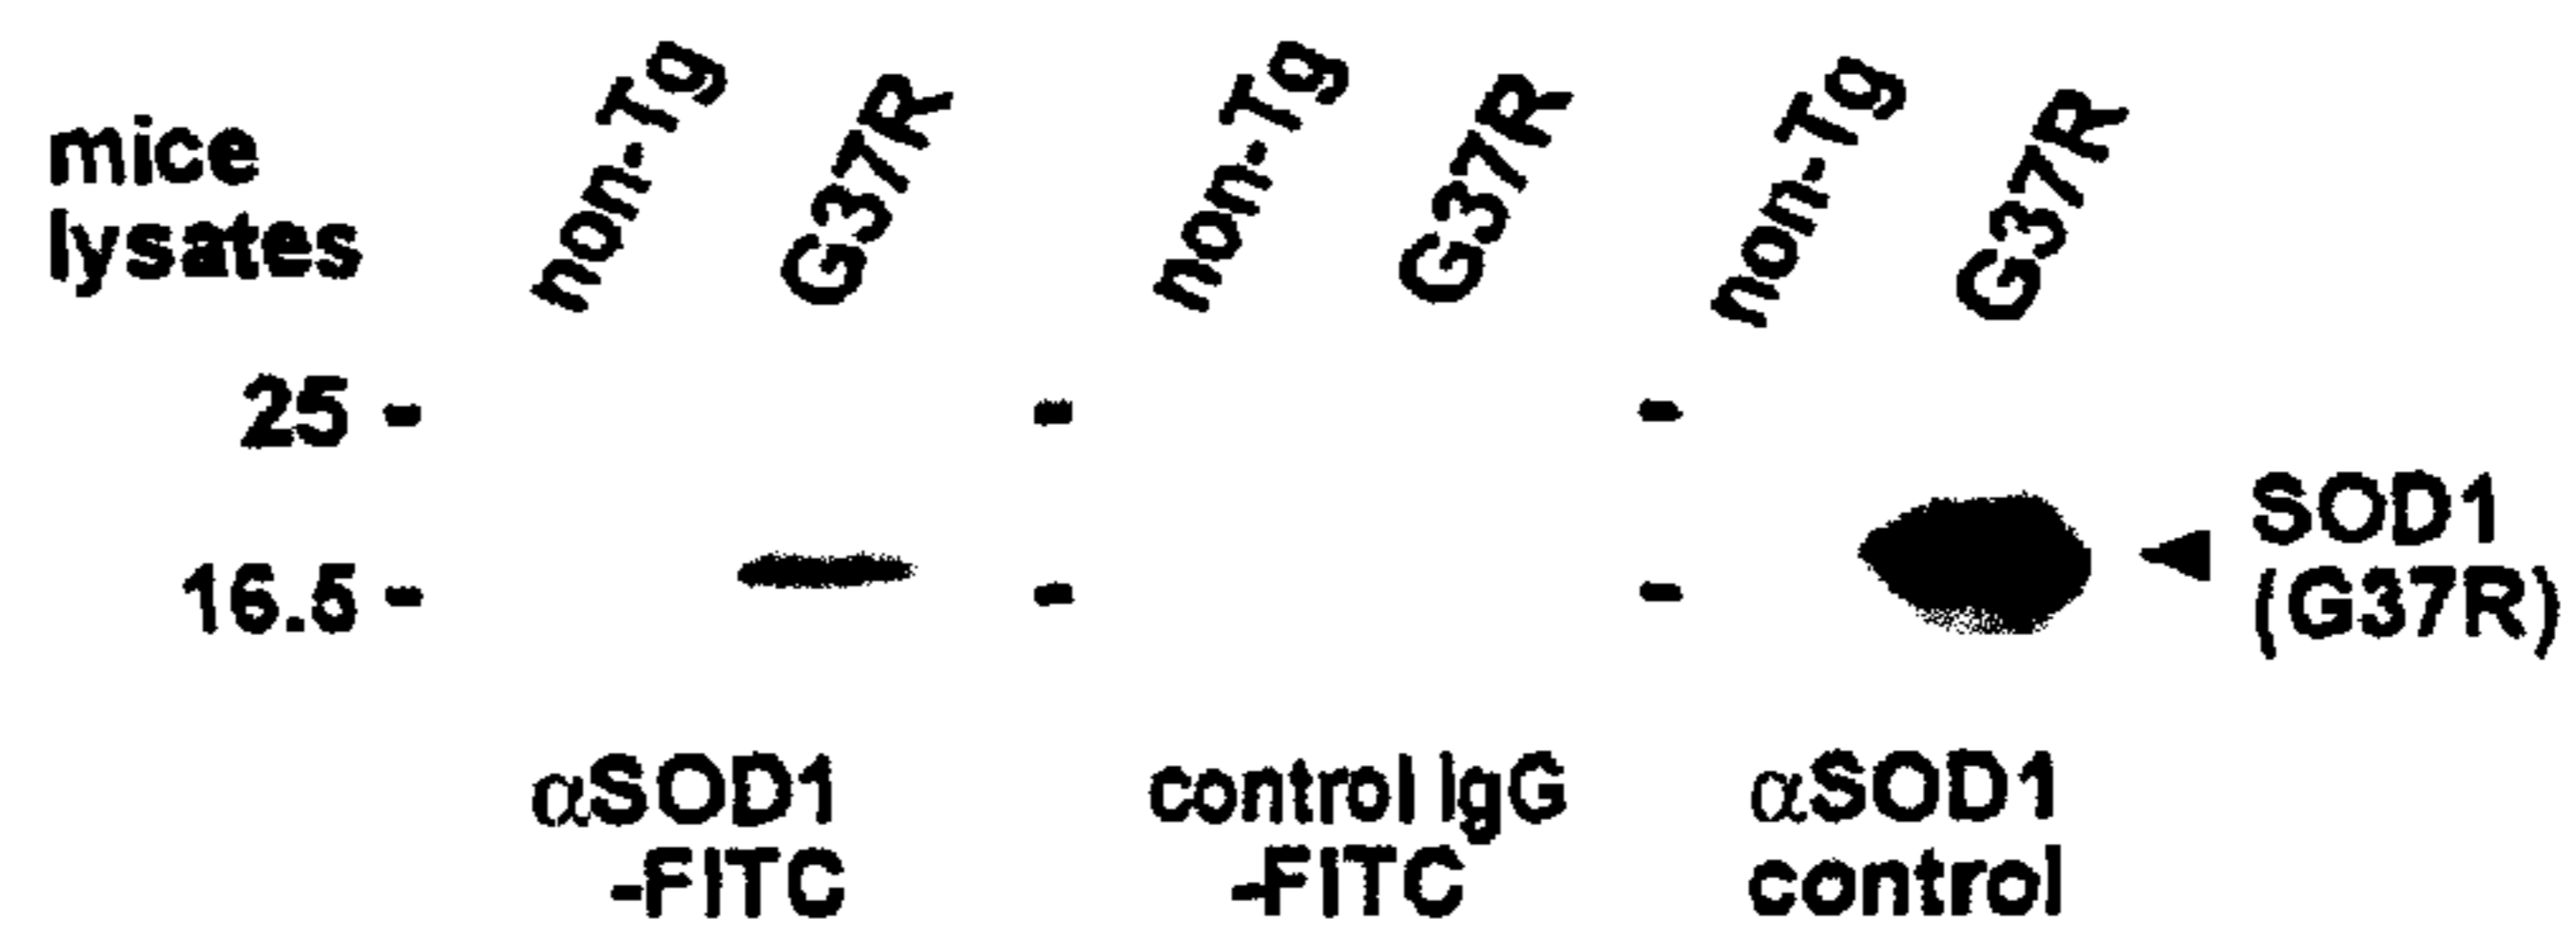 mice
lysates
non-Tg
G37R
non-Tg
G37R
non-Tg
G37R
25 -
-
-
16.5 -
-
-
SOD1
(G37R)
αSOD1
-FITC
control IgG
-FITC
αSOD1
control